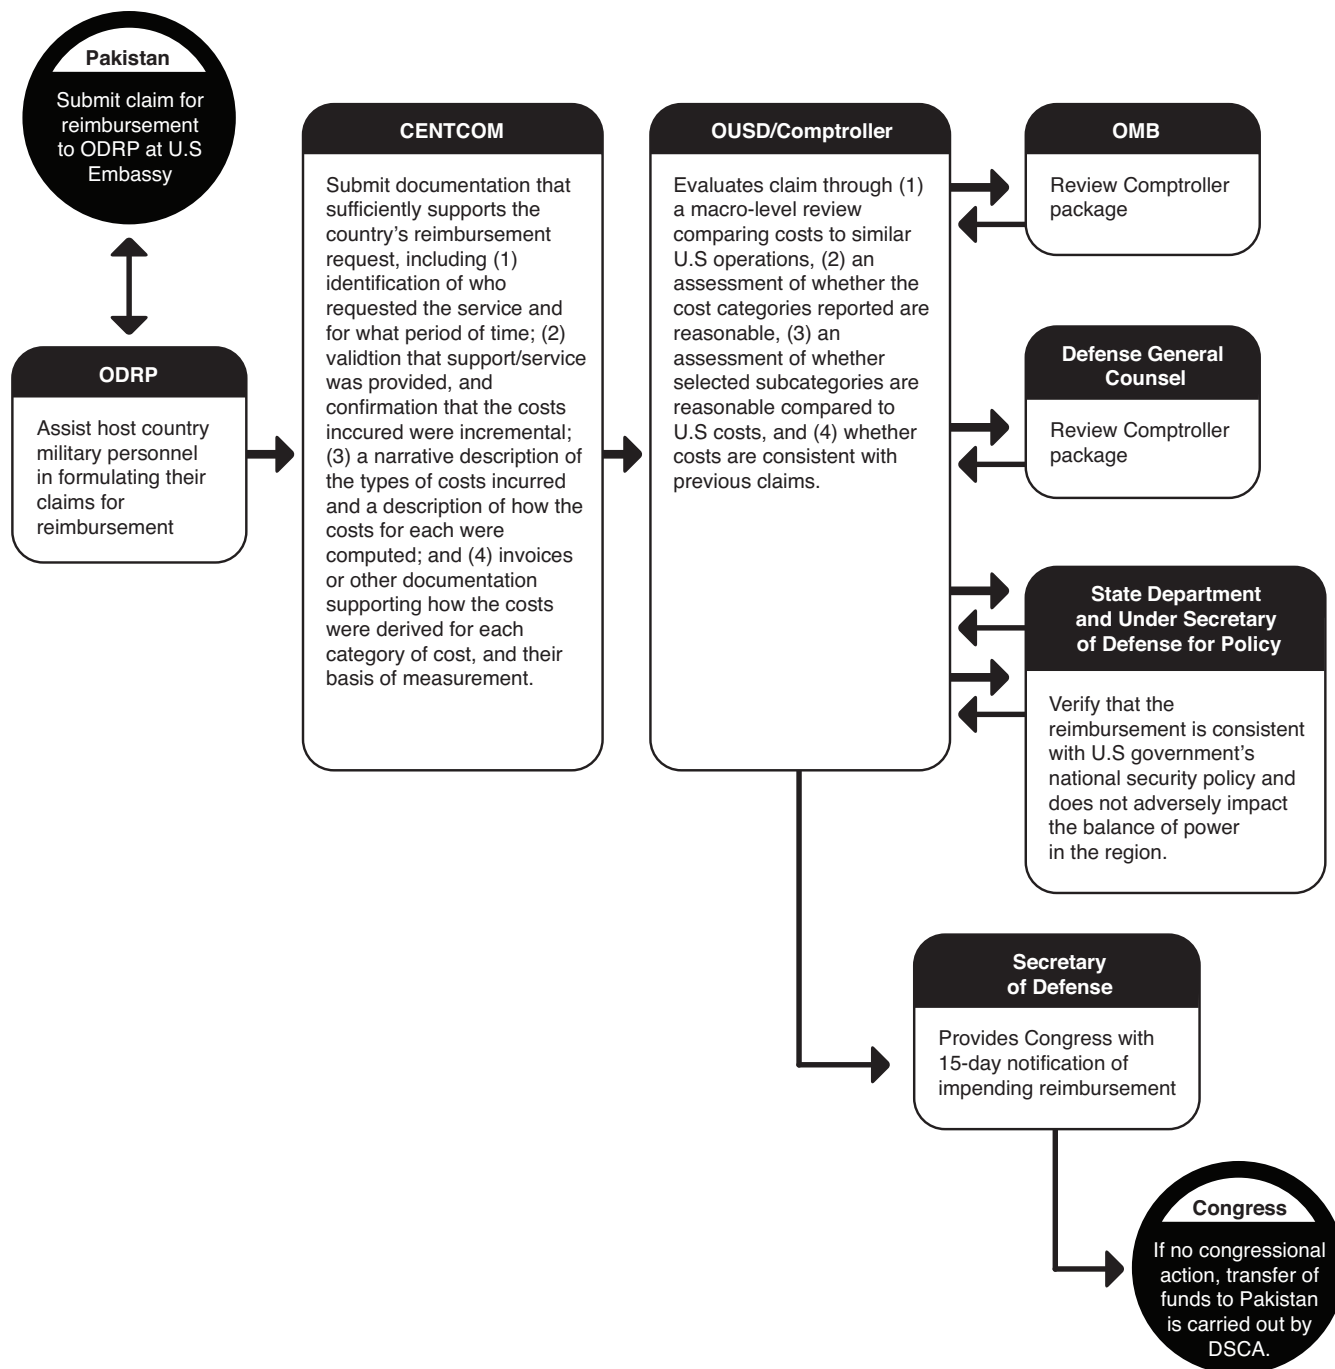 Pakistan
Submit claim for
reimbursement
to ODRP at U.S
Embassy
ODRP
Assist host country
military personnel
in formulating their
claims for
reimbursement
CENTCOM
Submit documentation that
sufficiently supports the
country's reimbursement
request, including (1)
identification of who
requested the service and
for what period of time; (2)
validtion that support/service
was provided, and
confirmation that the costs
inccured were incremental;
(3) a narrative description of
the types of costs incurred
and a description of how the
costs for each were
computed; and (4) invoices
or other documentation
supporting how the costs
were derived for each
category of cost, and their
basis of measurement.
OUSD/Comptroller
Evaluates claim through (1)
a macro-level review
comparing costs to similar
U.S operations, (2) an
assessment of whether the
cost categories reported are
reasonable, (3) an
assessment of whether
selected subcategories are
reasonable compared to
U.S costs, and (4) whether
costs are consistent with
previous claims.
OMB
Review Comptroller
package
Defense General
Counsel
Review Comptroller
package
State Department
and Under Secretary
of Defense for Policy
Verify that the
reimbursement is consistent
with U.S government's
national security policy and
does not adversely impact
the balance of power
in the region.
Secretary
of Defense
Provides Congress with
15-day notification of
impending reimbursement
Congress
If no congressional
action, transfer of
funds to Pakistan
is carried out by
DSCA.